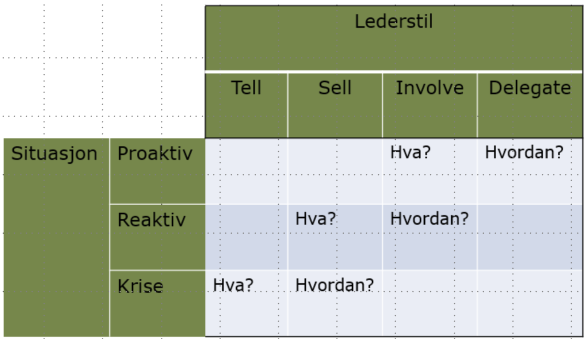 Lederstil
Tell Sell Involve Delegate
Situasjon Proaktiv Hva? Hvordan?
Reaktiv Hva? Hvordan?
Krise Hva? Hvordan?